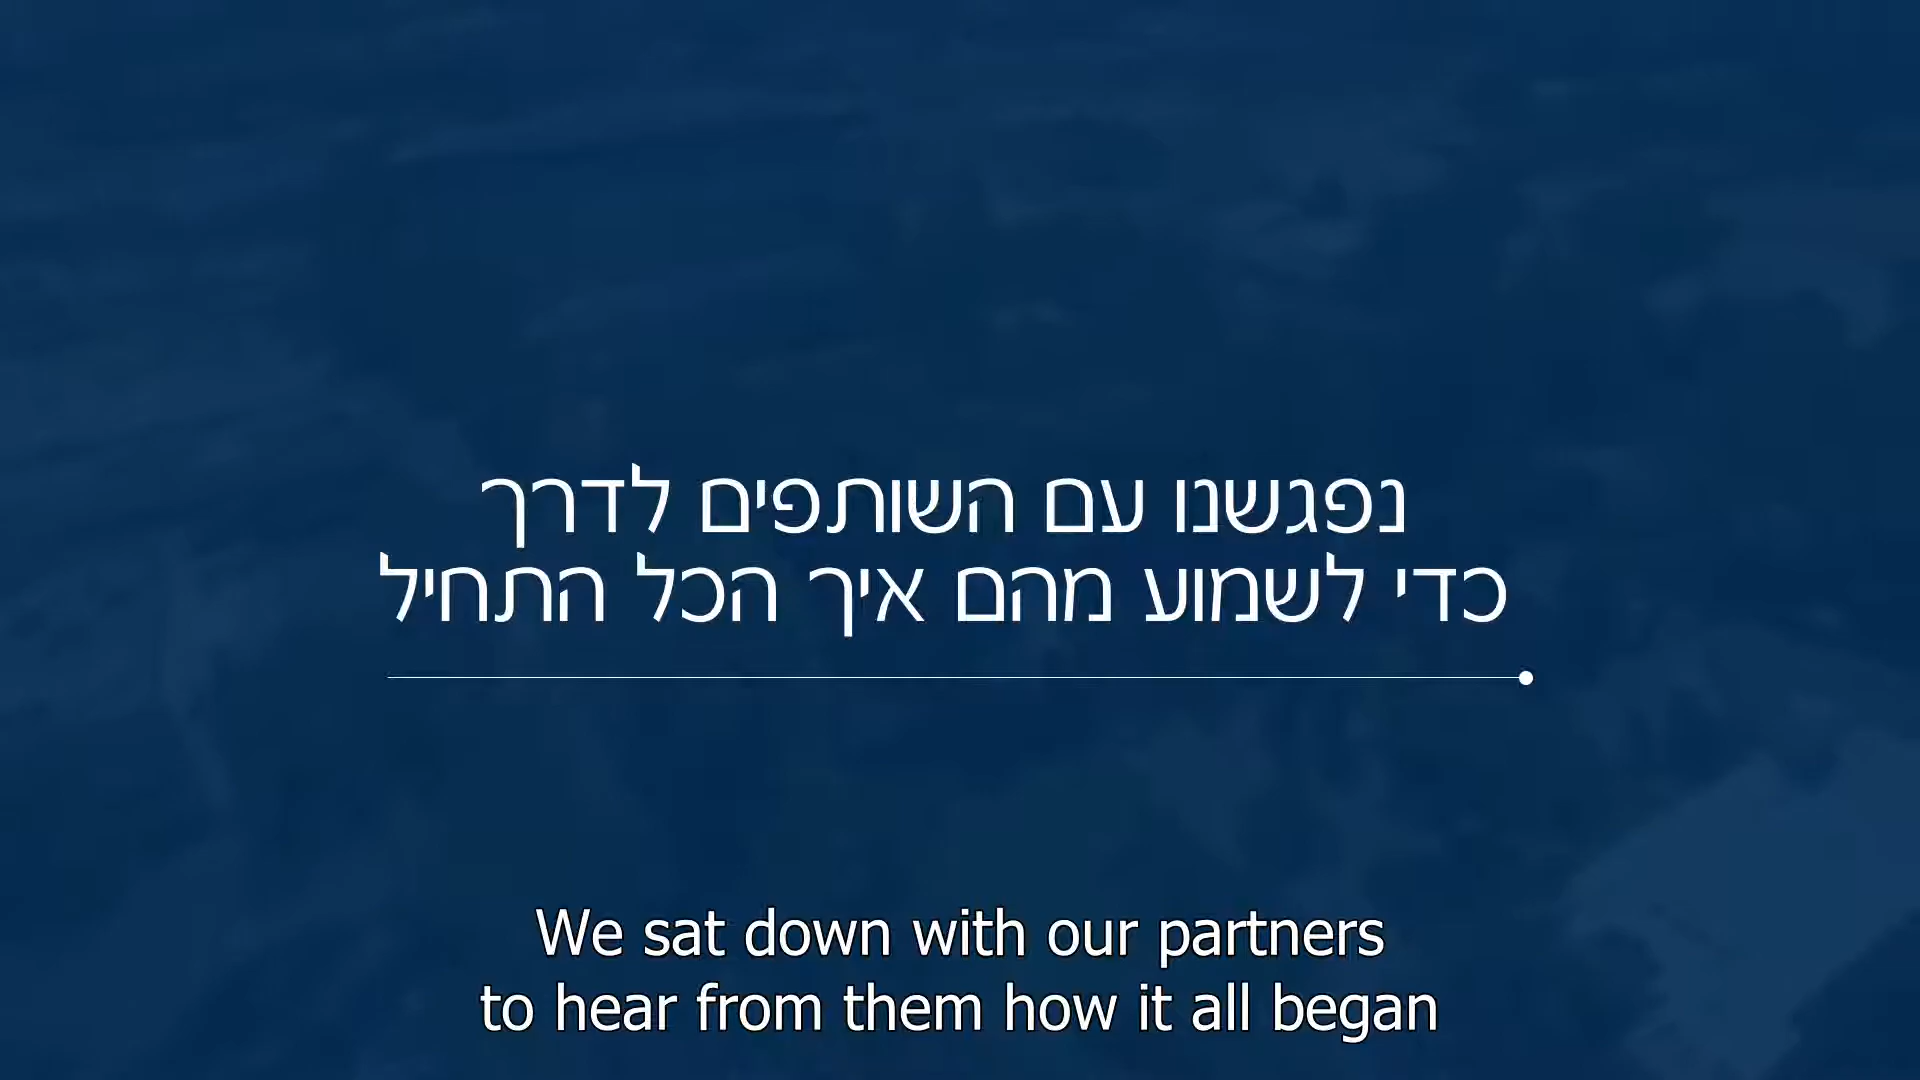 נפגשנו עם השותפים לדרך
כדי לשמוע מהם איך הכל התחיל
We sat down with our partners
to hear from them how it all began